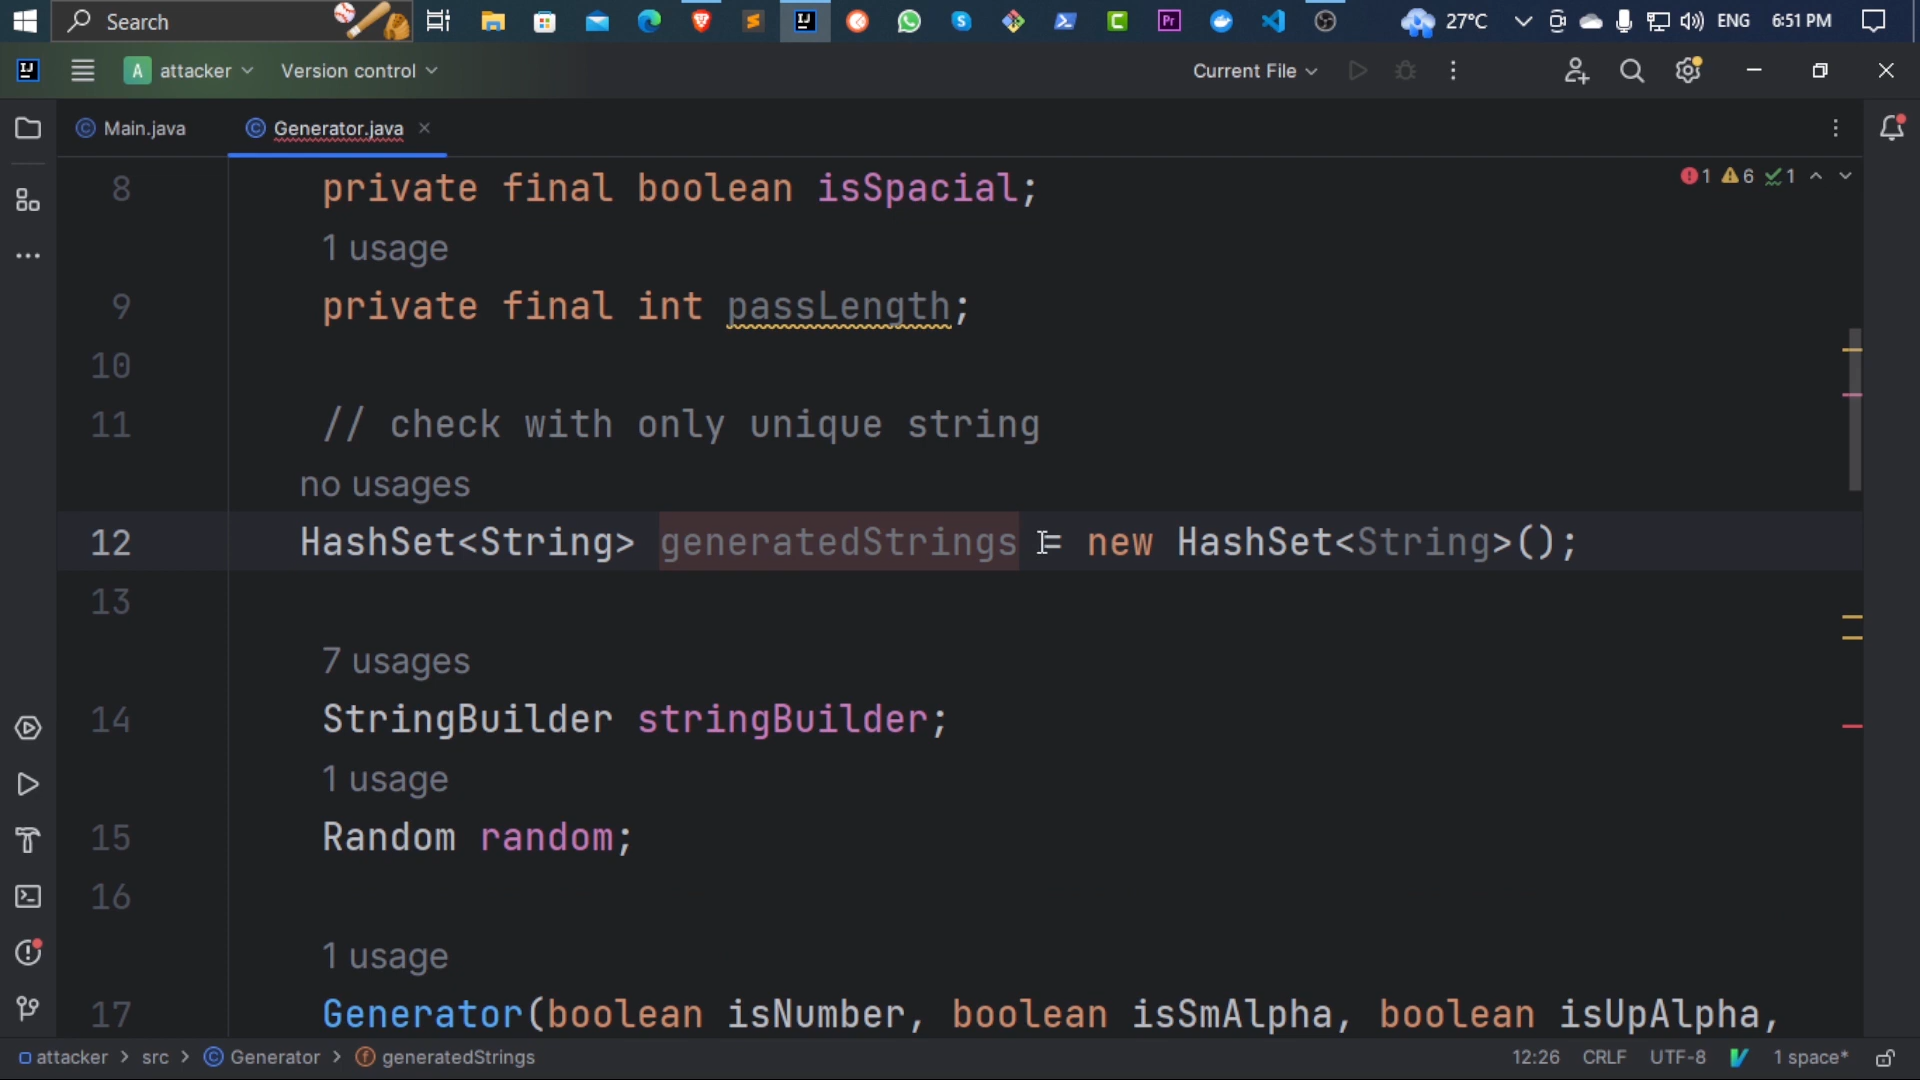 Search
27°C
ENG
6:51 PM
A attacker
Version control
Current File
Main.java
Generator.java
1 6 1
8 private final boolean isSpacial;
1 usage
9 private final int passLength;
10
11 // check with only unique string
no usages
12 HashSet<String> generatedStrings = new HashSet<String>();
13
7 usages
14 StringBuilder stringBuilder;
1 usage
15 Random random;
16
1 usage
17 Generator(boolean isNumber, boolean isSmAlpha, boolean isUpAlpha,
attacker > src > Generator > generatedStrings
12:26 CRLF UTF-8 1 space*